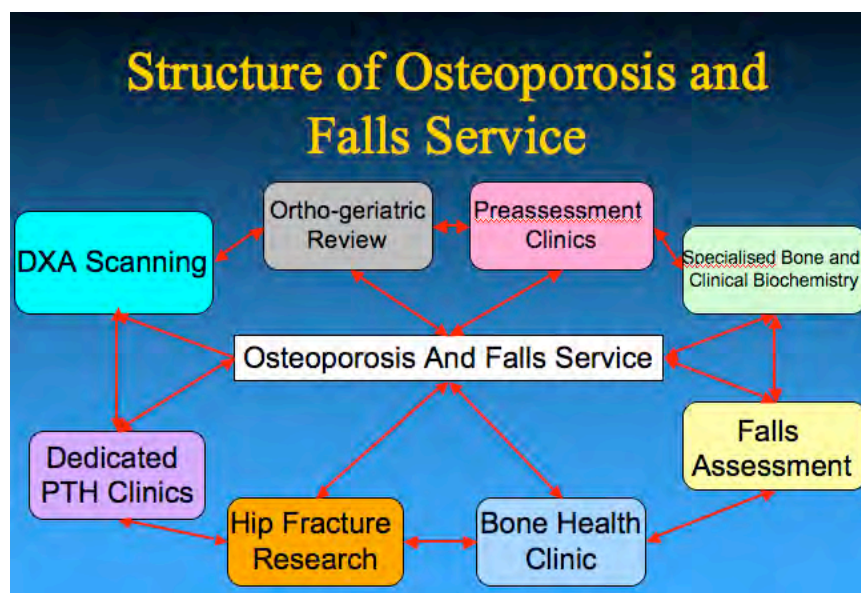 Structure of Osteoporosis and
Falls Service
Ortho-geriatric
Review
Preassessment
Clinics
DXA Scanning
Specialised Bone and
Clinical Biochemistry
Osteoporosis And Falls Service
Dedicated
PTH Clinics
Falls
Assessment
Hip Fracture
Research
Bone Health
Clinic